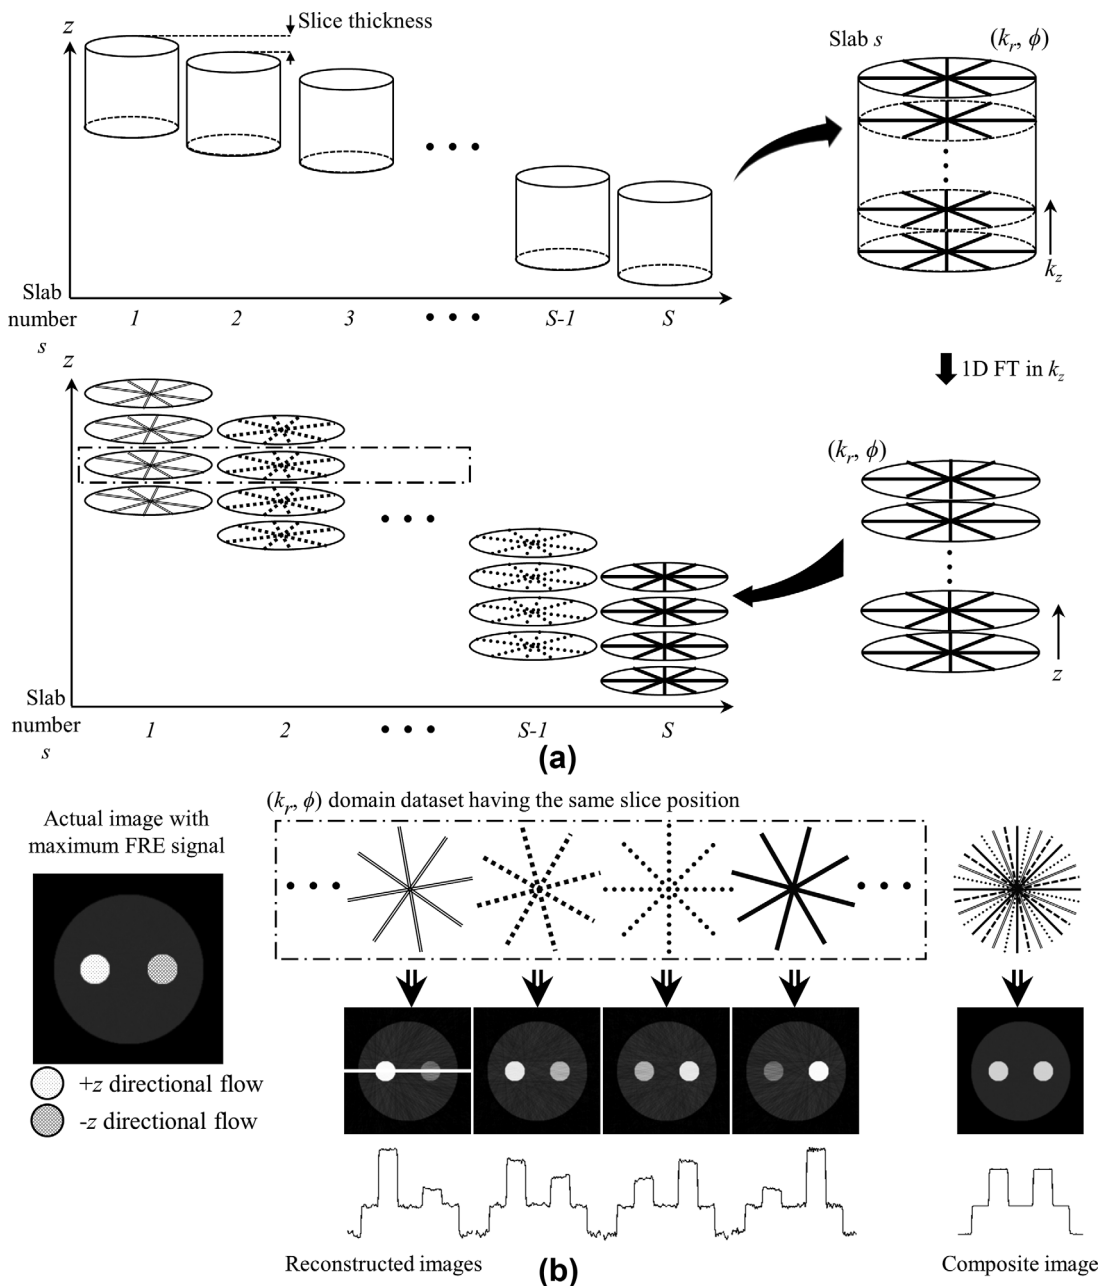 z
Slice thickness
Slab s
(k_r, ϕ)
k_z
Slab
number
s
1
2
3
S-1
S
1D FT in k_z
z
(k_r, ϕ)
z
Slab
number
s
1
2
S-1
S
(a)
(k_r, ϕ) domain dataset having the same slice position
Actual image with
maximum FRE signal
+z directional flow
-z directional flow
Reconstructed images
Composite image
(b)